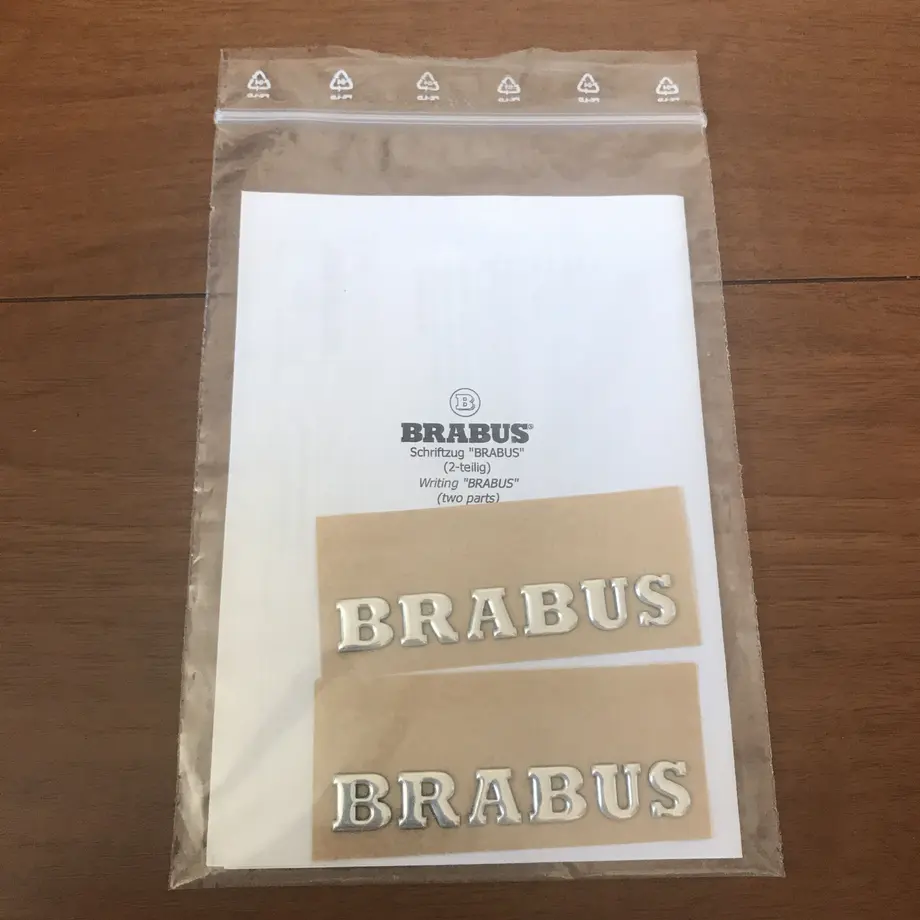 B
BRABUS®
Schriftzug "BRABUS"
(2-teilig)
Writing "BRABUS"
(two parts)
BRABUS
BRABUS